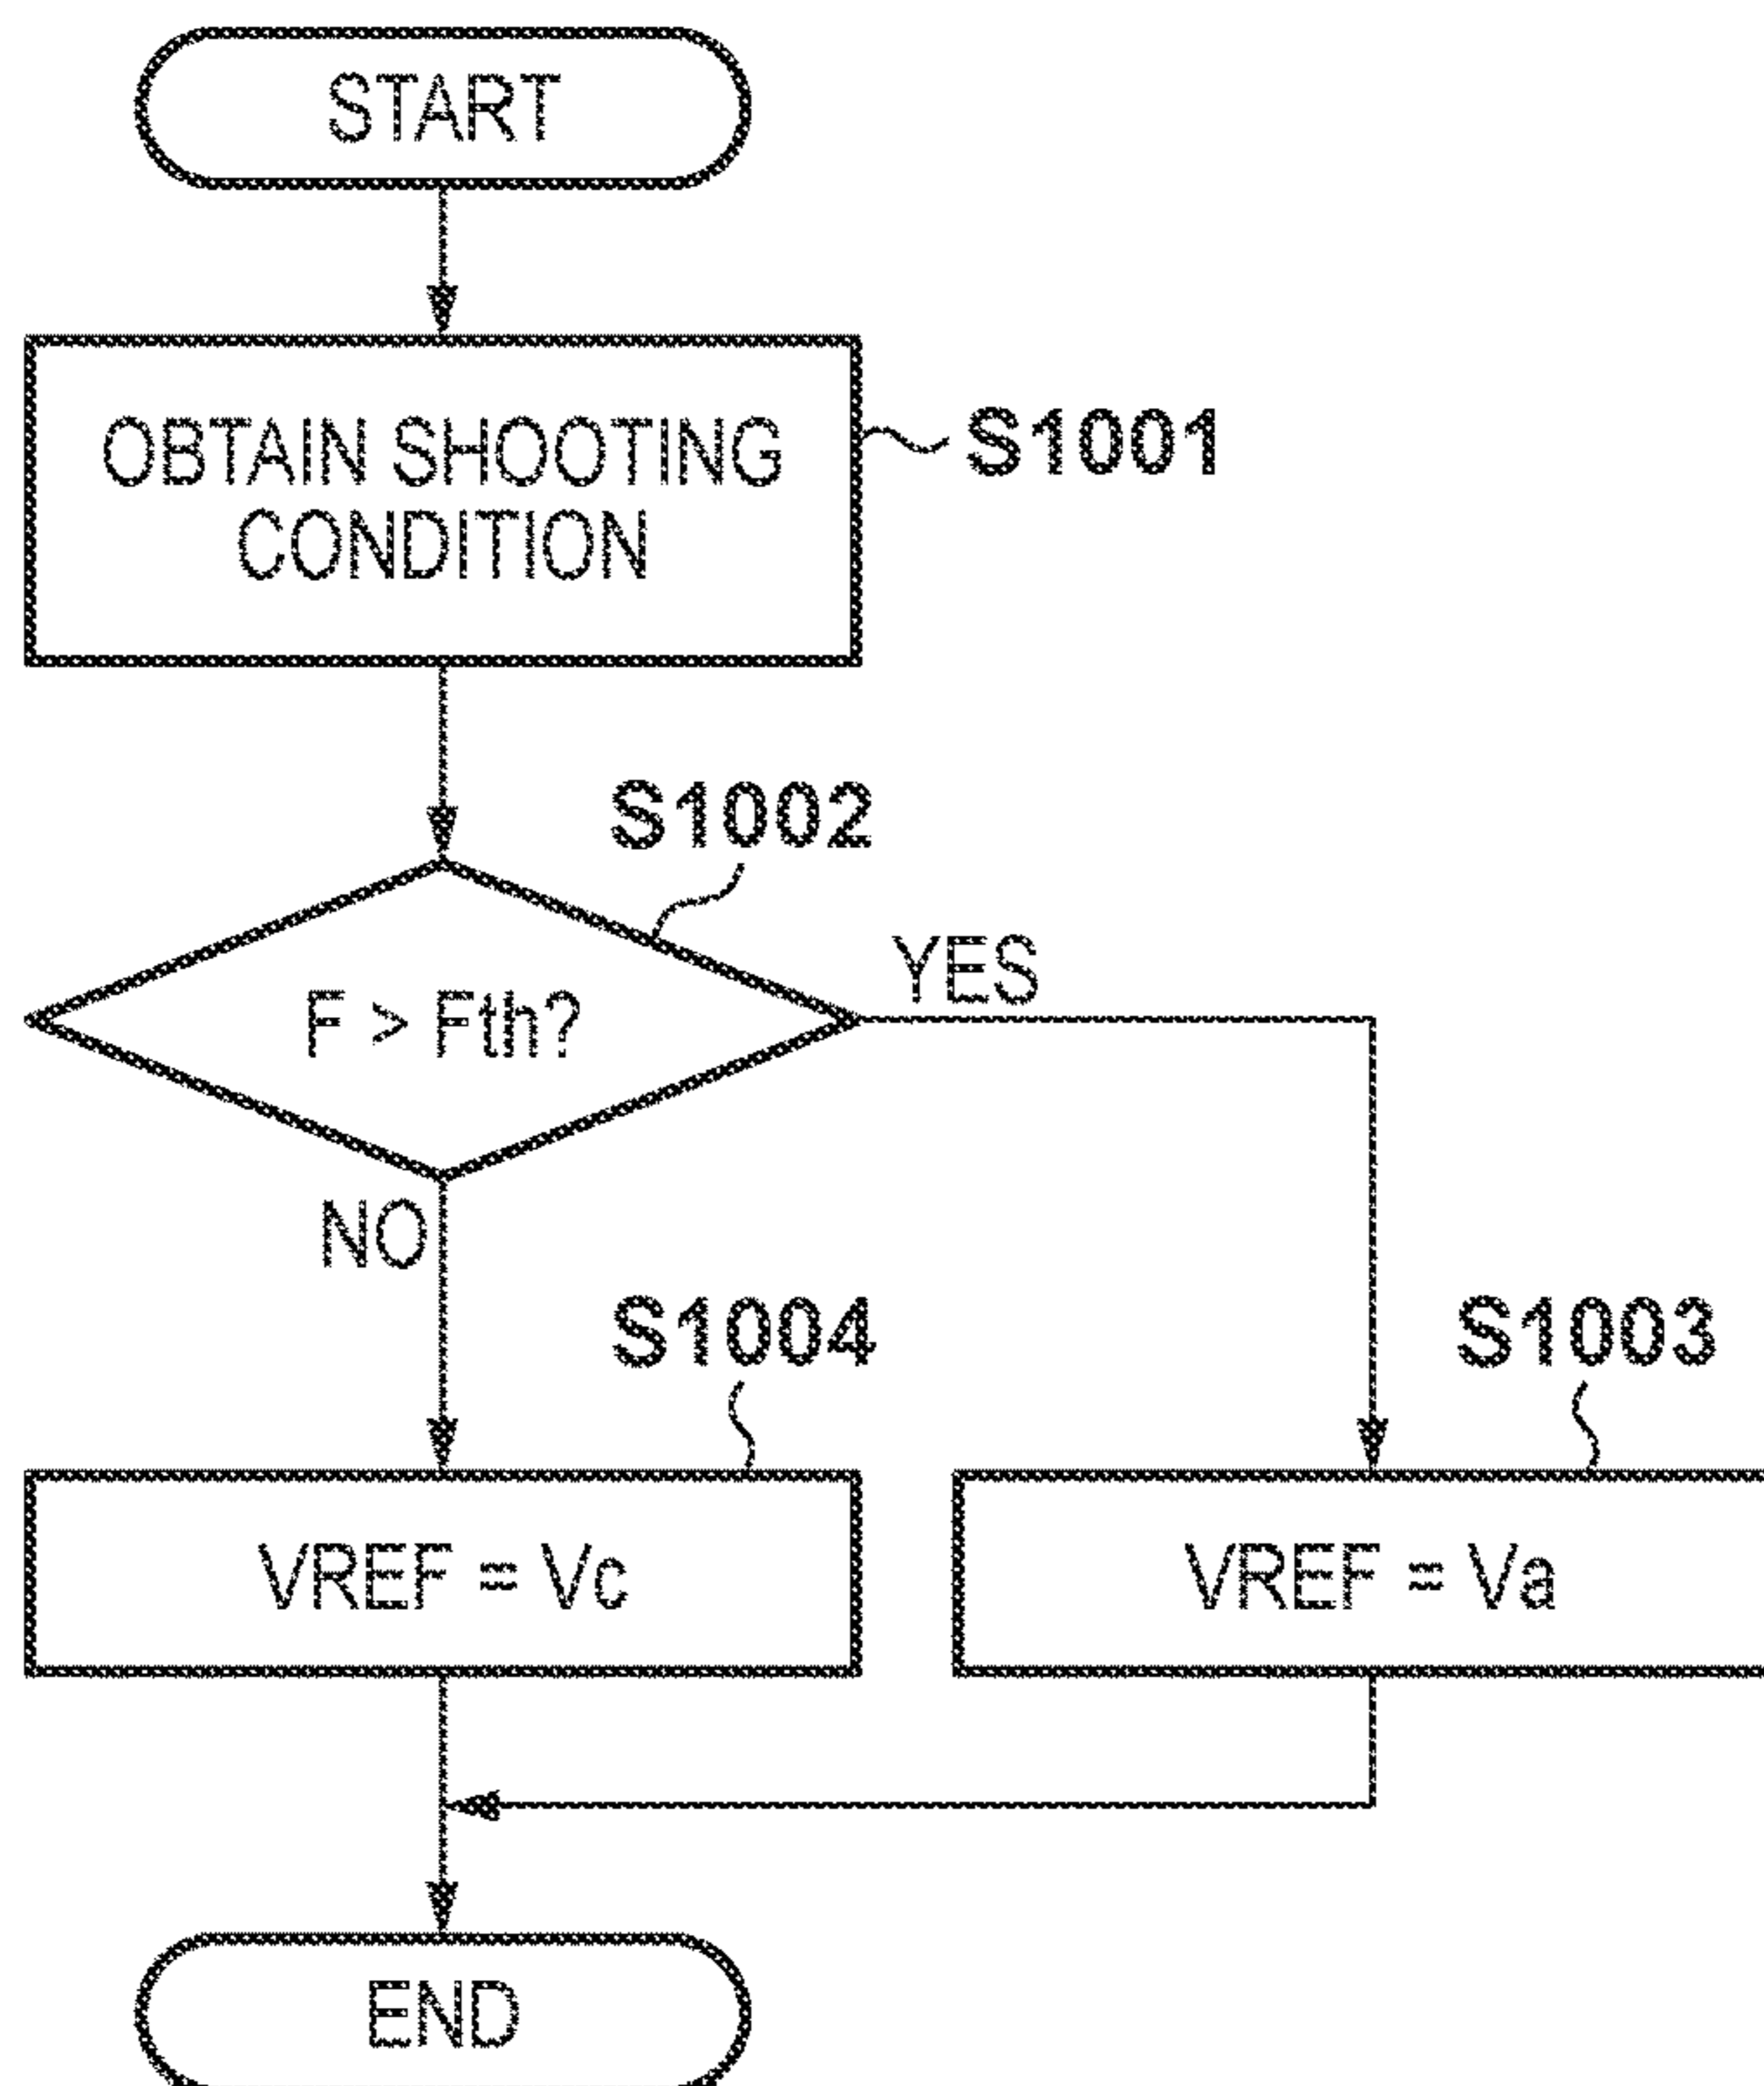 START
OBTAIN SHOOTING
CONDITION
S1001
S1002
F > Fth?
YES
NO
S1004
S1003
VREF = Vc
VREF = Va
END